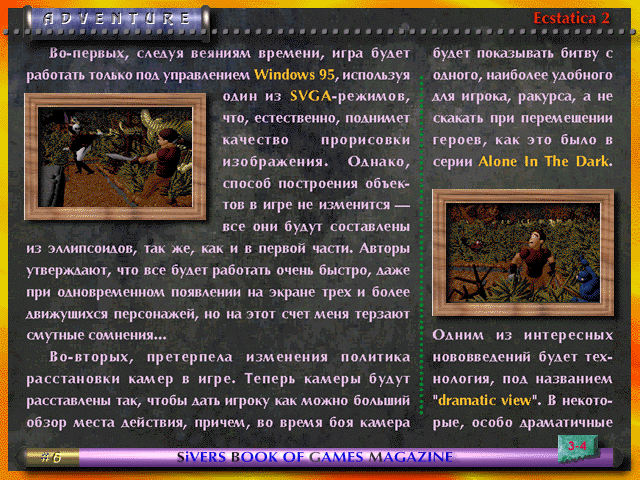 ADVENTURE
Ecstatica 2
Во-первых, следуя веяниям времени, игра будет
работать только под управлением Windows 95, используя
один из SVGA-режимов,
что, естественно, поднимет
качество прорисовки
изображения. Однако,
способ построения объек-
тов в игре не изменится —
все они будут составлены
из эллипсоидов, так же, как и в первой части. Авторы
утверждают, что все будет работать очень быстро, даже
при одновременном появлении на экране трех и более
движущихся персонажей, но на этот счет меня терзают
смутные сомнения...
Во-вторых, претерпела изменения политика
расстановки камер в игре. Теперь камеры будут
расставлены так, чтобы дать игроку как можно больший
обзор места действия, причем, во время боя камера
будет показывать битву с
одного, наиболее удобного
для игрока, ракурса, а не
скакать при перемешении
героев, как это было в
серии Alone In The Dark.
Одним из интересных
нововведений будет тех-
нология, под названием
"dramatic view". В некото-
рые, особо драматичные
#6
SiVERS BOOK OF GAMES MAGAZINE
3-4